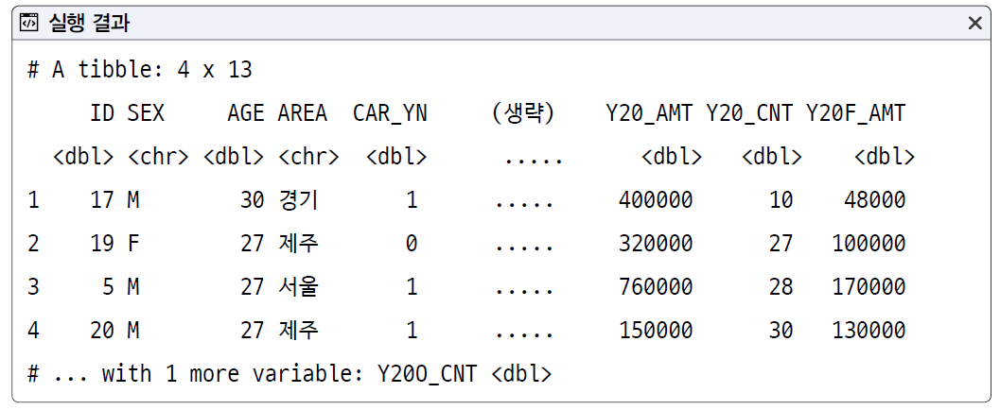 실행 결과
# A tibble: 4 x 13
ID SEX AGE AREA CAR_YN (생략) Y20_AMT Y20_CNT Y20F_AMT
<dbl> <chr> <dbl> <chr> <dbl> ..... <dbl> <dbl> <dbl>
1 17 M 30 경기 1 ..... 400000 10 48000
2 19 F 27 제주 0 ..... 320000 27 100000
3 5 M 27 서울 1 ..... 760000 28 170000
4 20 M 27 제주 1 ..... 150000 30 130000
# ... with 1 more variable: Y20O_CNT <dbl>